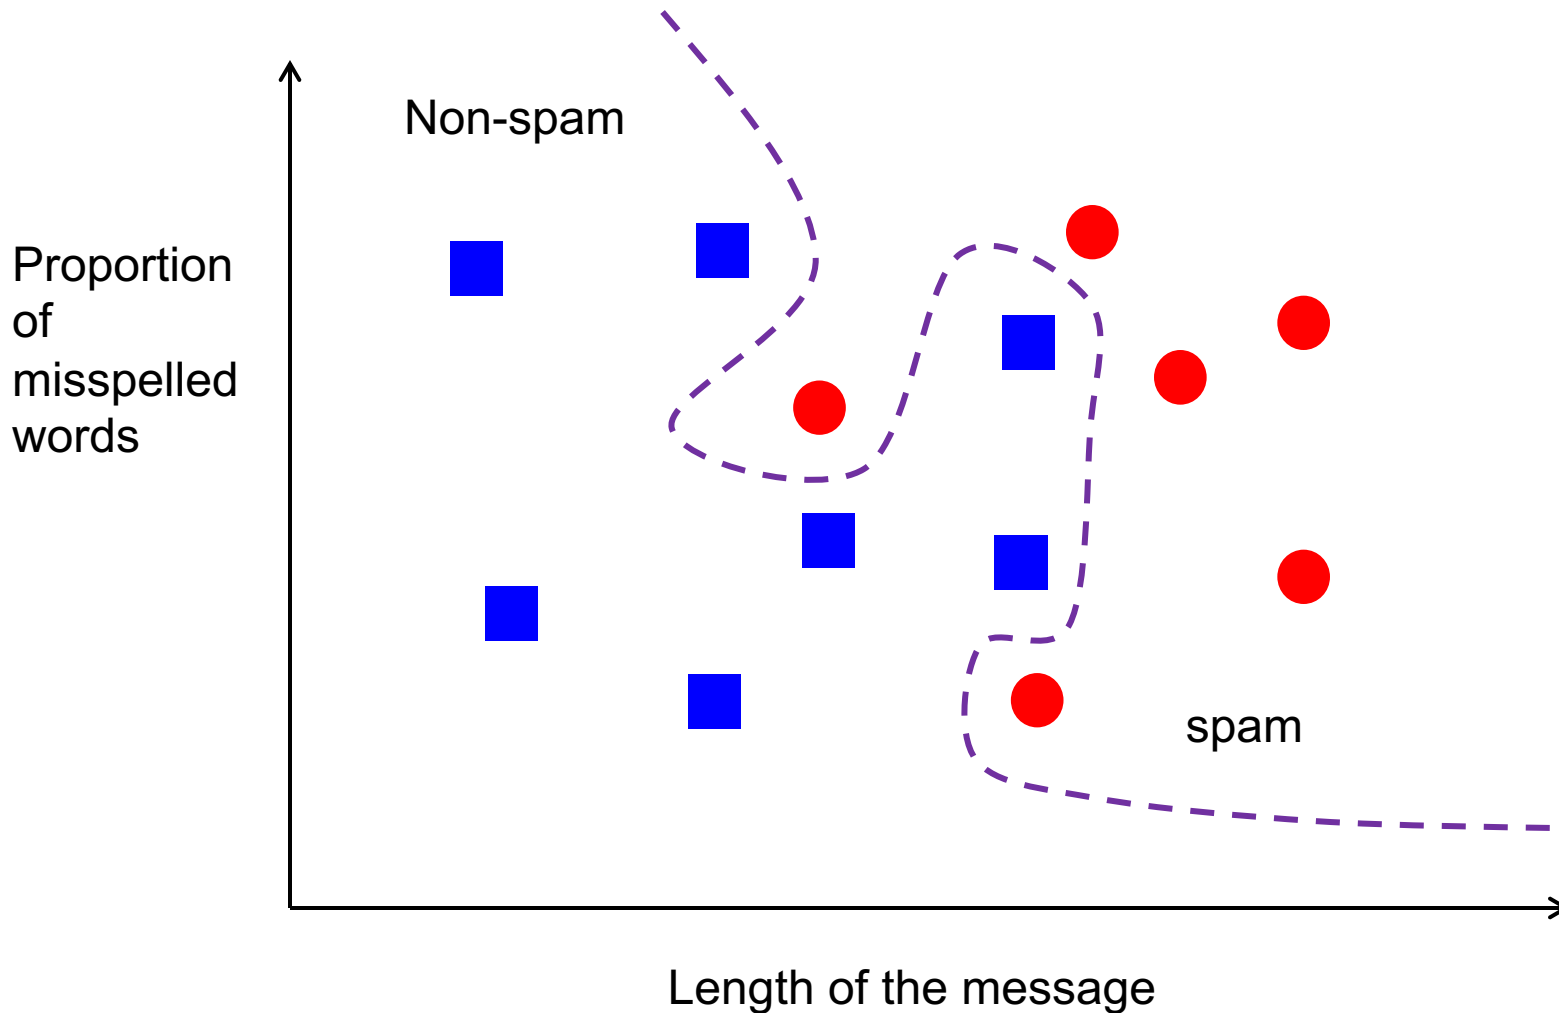 Non-spam
Proportion
of
misspelled
words
spam
Length of the message